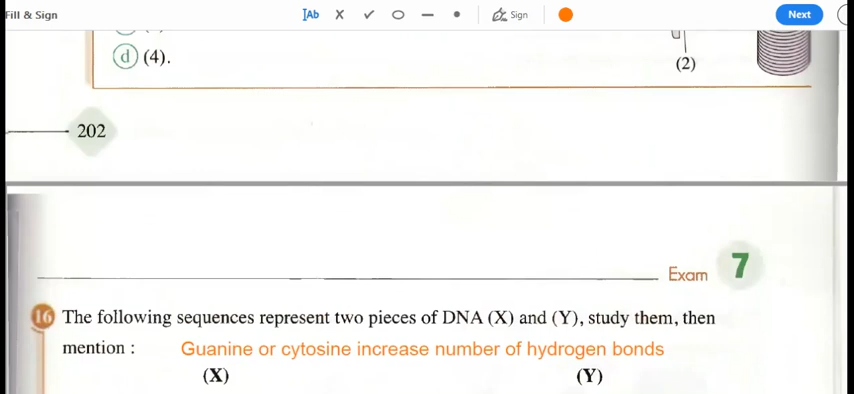 Fill & Sign
IAb
Sign
Next
d (4).
(2)
202
Exam 7
16 The following sequences represent two pieces of DNA (X) and (Y), study them, then
mention : Guanine or cytosine increase number of hydrogen bonds
(X) (Y)